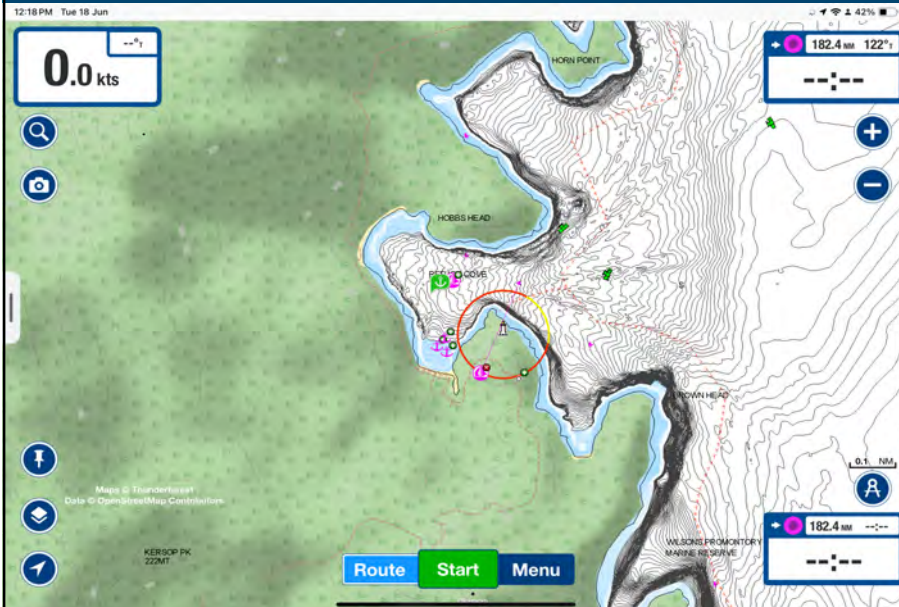 12:18 PM Tue 18 Jun
42%
--°T
0.0 kts
182.4 NM 122°T
--:--
HORN POINT
HOBBS HEAD
COVE
BROWN HEAD
0.1 NM
Maps © Thunderforest
Data © OpenStreetMap Contributors
182.4 NM --:--
--:--
WILSONS PROMONTORY
MARINE RESERVE
KERSOP PK
222MT
Route Start Menu